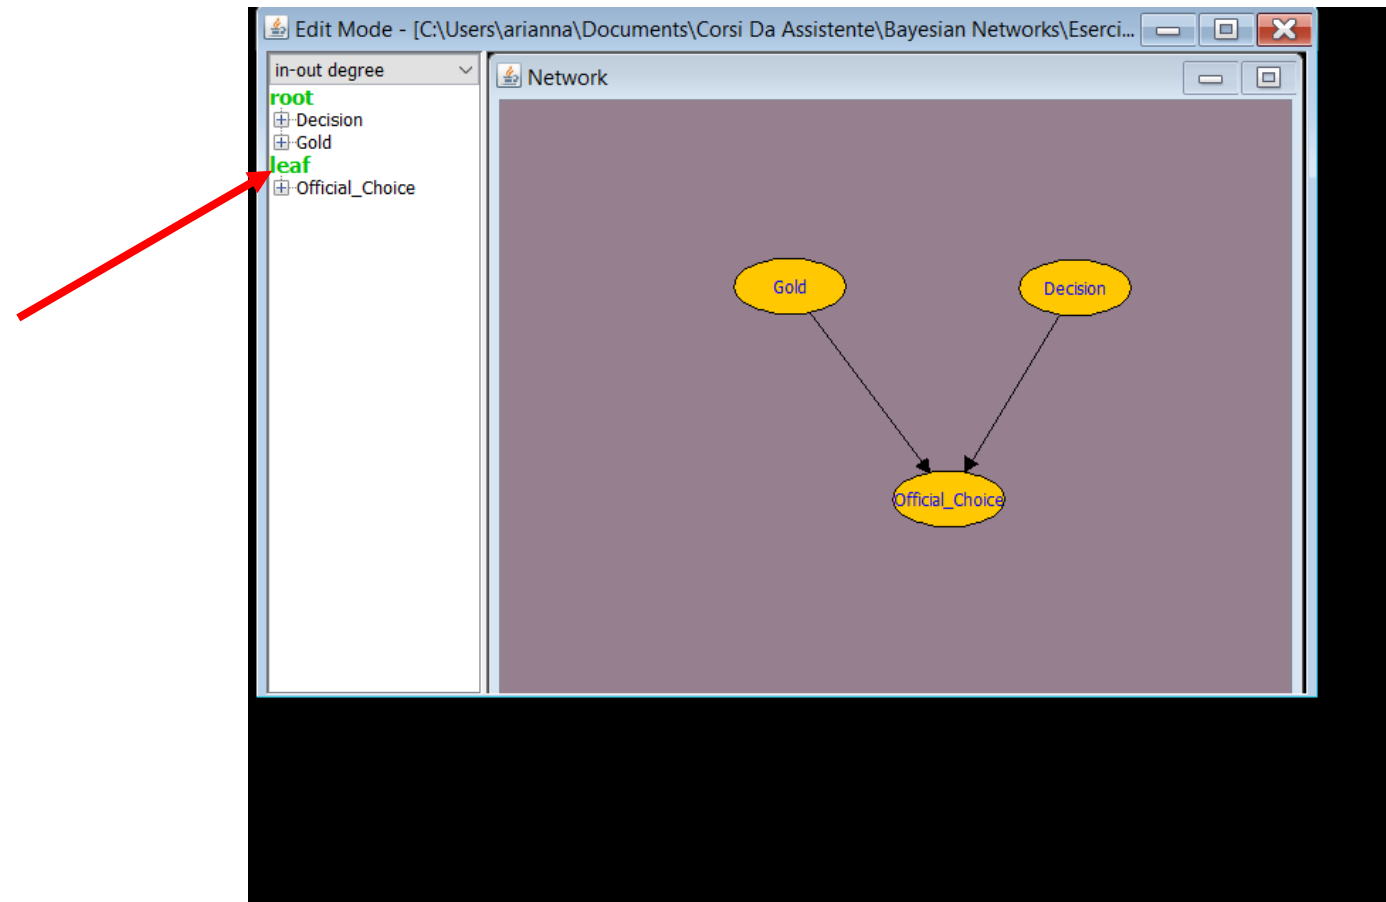 Edit Mode - [C:\Users\arianna\Documents\Corsi Da Assistente\Bayesian Networks\Eserci...
in-out degree
root
Decision
Gold
leaf
Official_Choice
Network
Gold
Decision
Official_Choice